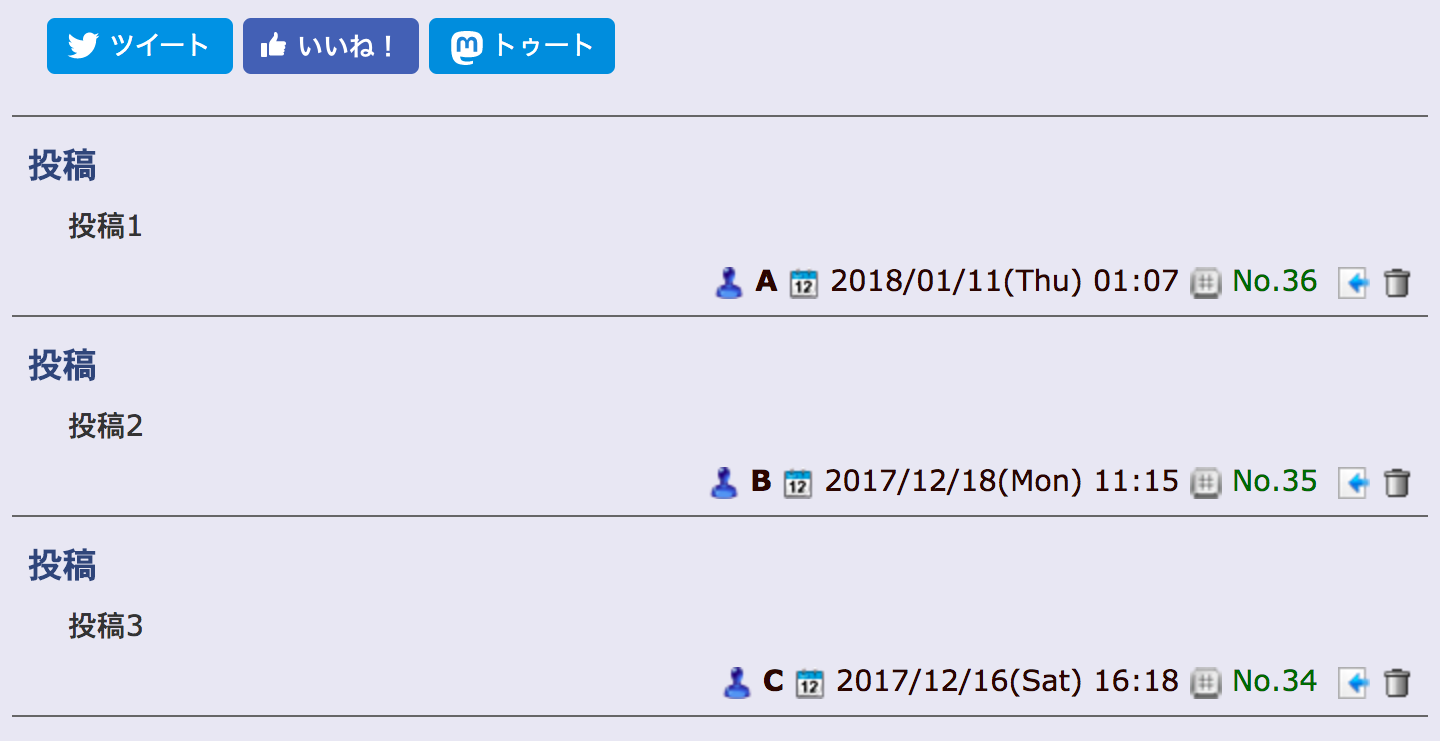 ツイート いいね！ トゥート
投稿
投稿1
A 12 2018/01/11(Thu) 01:07 # No.36
投稿
投稿2
B 12 2017/12/18(Mon) 11:15 # No.35
投稿
投稿3
C 12 2017/12/16(Sat) 16:18 # No.34